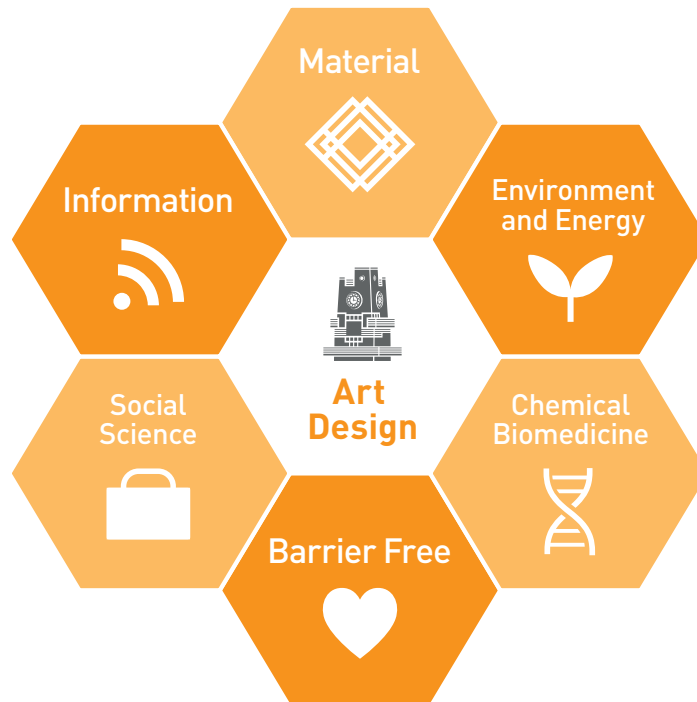 Material
Information
Environment
and Energy
Art
Design
Social
Science
Chemical
Biomedicine
Barrier Free